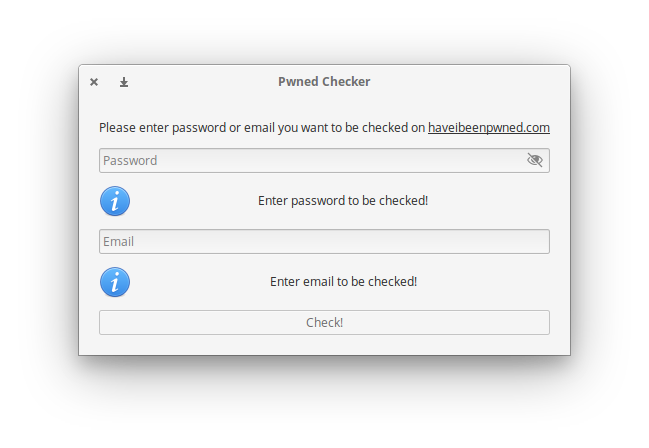 Pwned Checker
Please enter password or email you want to be checked on haveibeenpwned.com
Password
Enter password to be checked!
Email
Enter email to be checked!
Check!